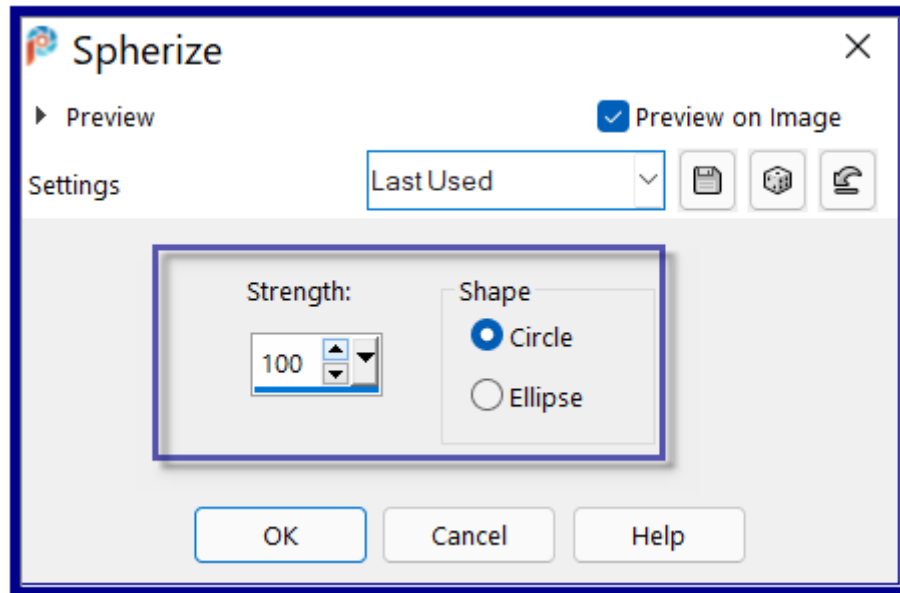 Spherize
Preview
Preview on Image
Settings
Last Used
Strength:
Shape
100
Circle
Ellipse
OK
Cancel
Help